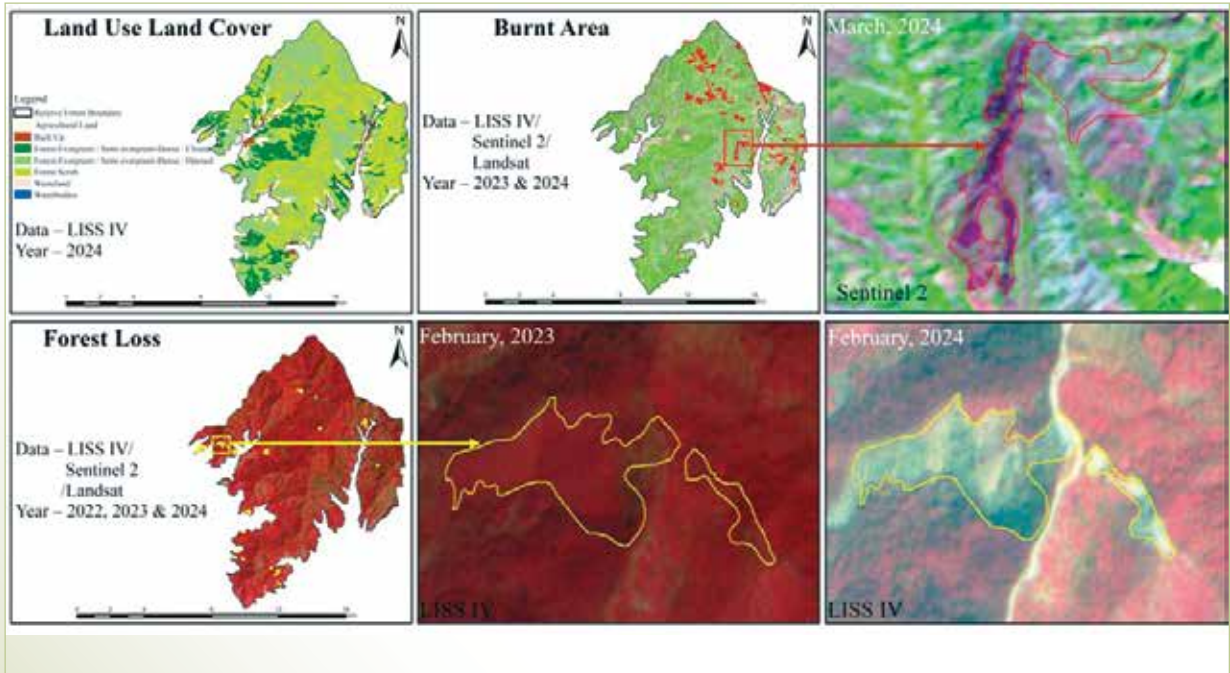 Land Use Land Cover
N
Legend
Agricultural Land
Built Up
Forest Scrub
Wasteland
Waterbodies
Data – LISS IV
Year – 2024
Burnt Area
N
Data – LISS IV/
Sentinel 2/
Landsat
Year – 2023 & 2024
March, 2024
Sentinel 2
Forest Loss
N
Data – LISS IV/
Sentinel 2
/Landsat
Year – 2022, 2023 & 2024
February, 2023
LISS IV
February, 2024
LISS IV